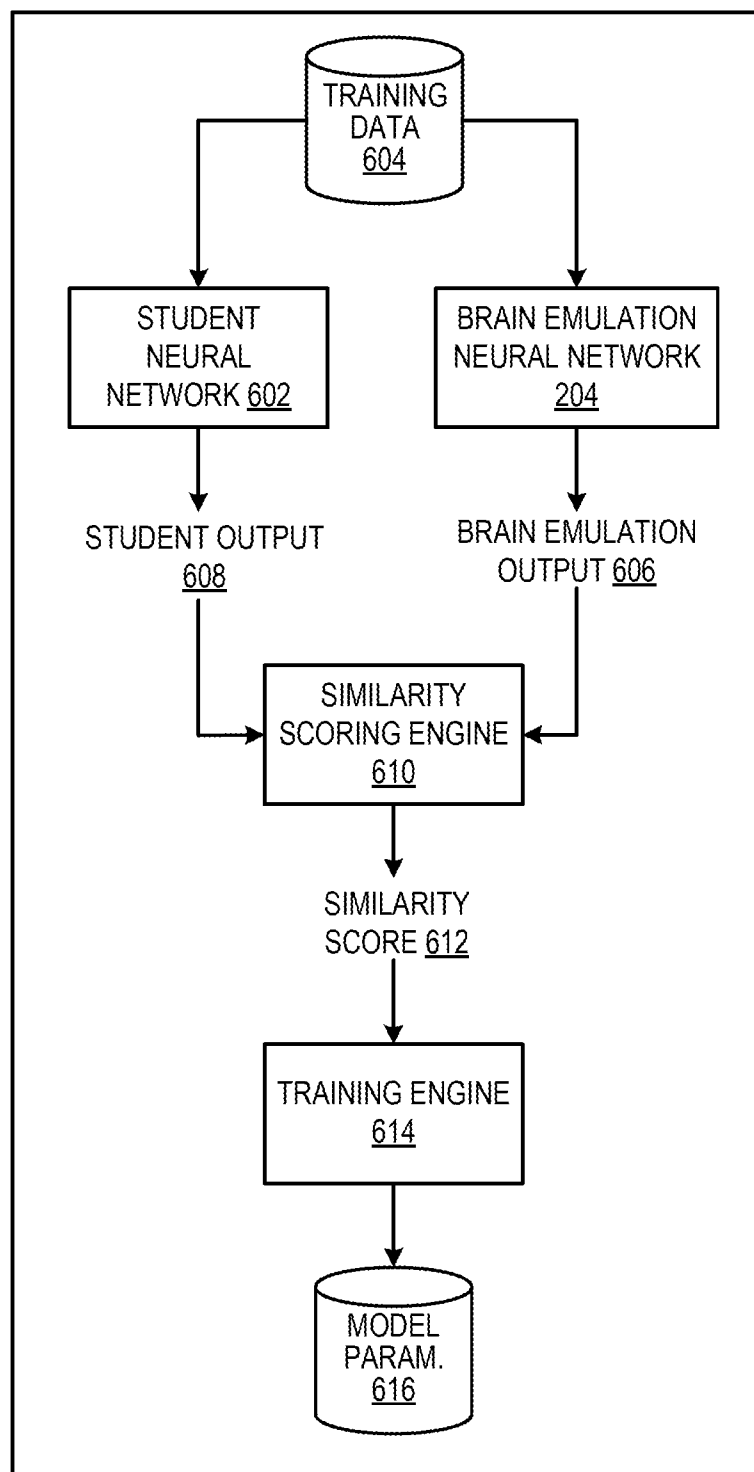 TRAINING
DATA
604
STUDENT
NEURAL
NETWORK 602
BRAIN EMULATION
NEURAL NETWORK
204
STUDENT OUTPUT
608
BRAIN EMULATION
OUTPUT 606
SIMILARITY
SCORING ENGINE
610
SIMILARITY
SCORE 612
TRAINING ENGINE
614
MODEL
PARAM.
616